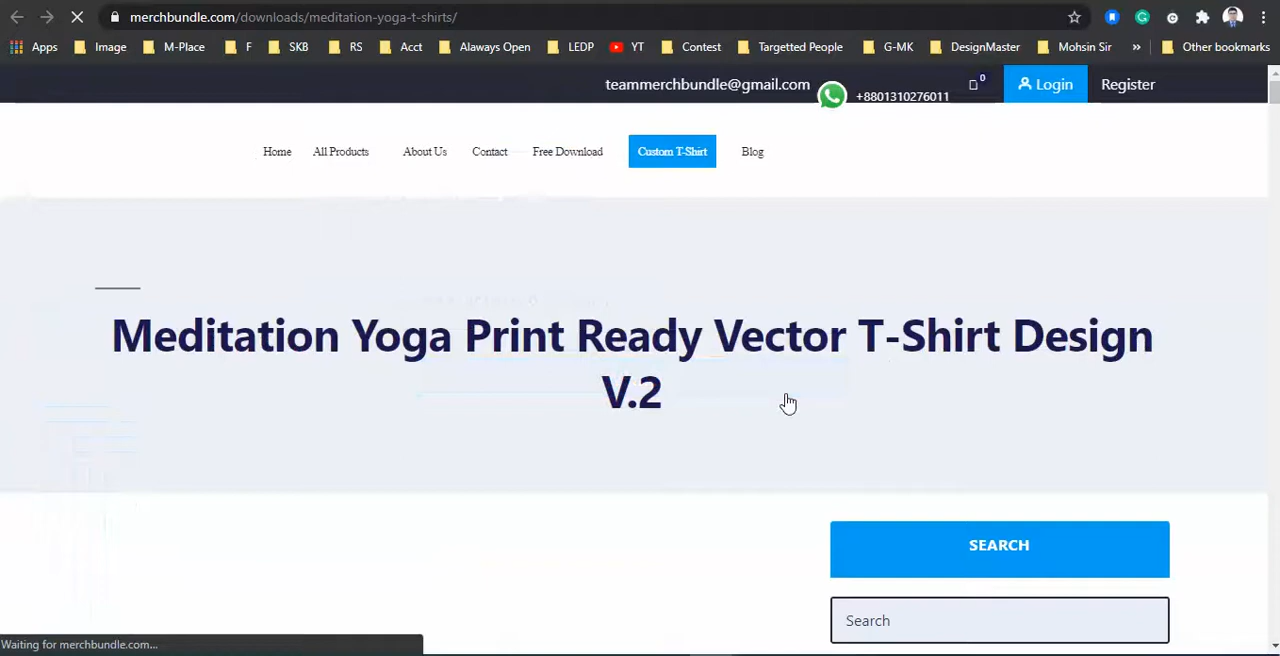 merchbundle.com/downloads/meditation-yoga-t-shirts/
Apps Image M-Place F SKB RS Acct Alaways Open LEDP YT Contr Targetted People G-MK DesignMaster Mohsin Sir » Other bookmarks
teammerchbundle@gmail.com +8801310276011 0 Login Register
Home All Products About Us Contact Free Download Custom T-Shirt Blog
Meditation Yoga Print Ready Vector T-Shirt Design
V.2
SEARCH
Search
Waiting for merchbundle.com...